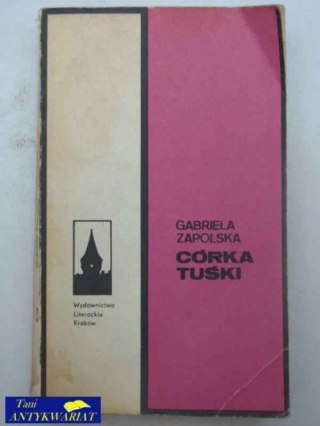 GABRIELA
ZAPOLSKA
CÓRKA
TUŚKI
Wydawnictwo
Literackie
Kraków
Tani
ANTYKWARIAT